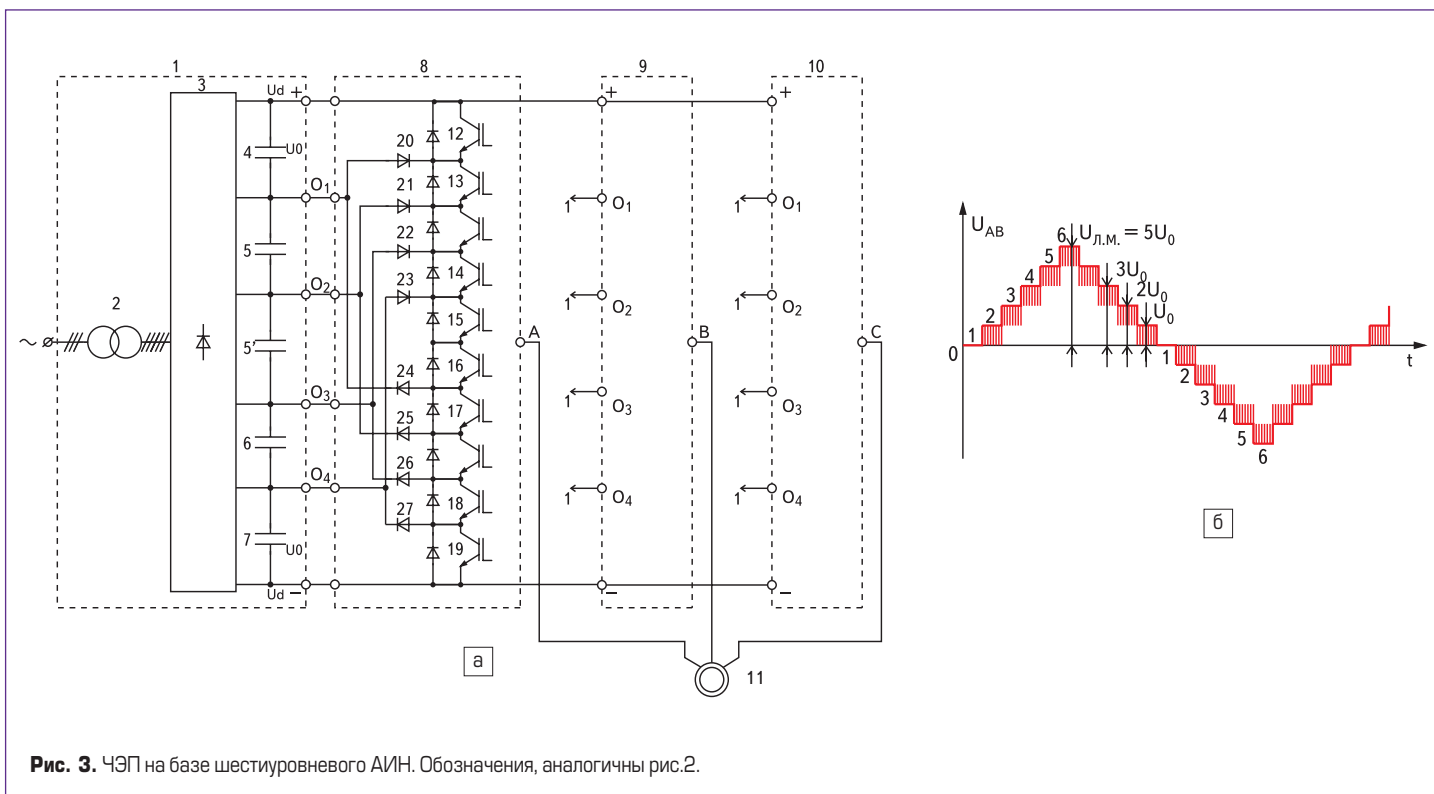 1
8
9
10
3
Ud +
+
+
12
20
4
U0
O1
13
21
1
O1
1
O1
22
5
14
23
O2
1
O2
1
O2
2
15
~
5'
A
B
C
16
24
O3
17
1
O3
1
O3
25
6
26
O4
18
1
O4
1
O4
27
7
U0
19
Ud −
−
−
а
11
UAB
6
Uл.м. = 5U0
5
4
3
2
1
3U0
2U0
U0
0
1
t
2
3
4
5
6
б
Рис. 3. ЧЭП на базе шестиуровневого АИН. Обозначения, аналогичны рис.2.